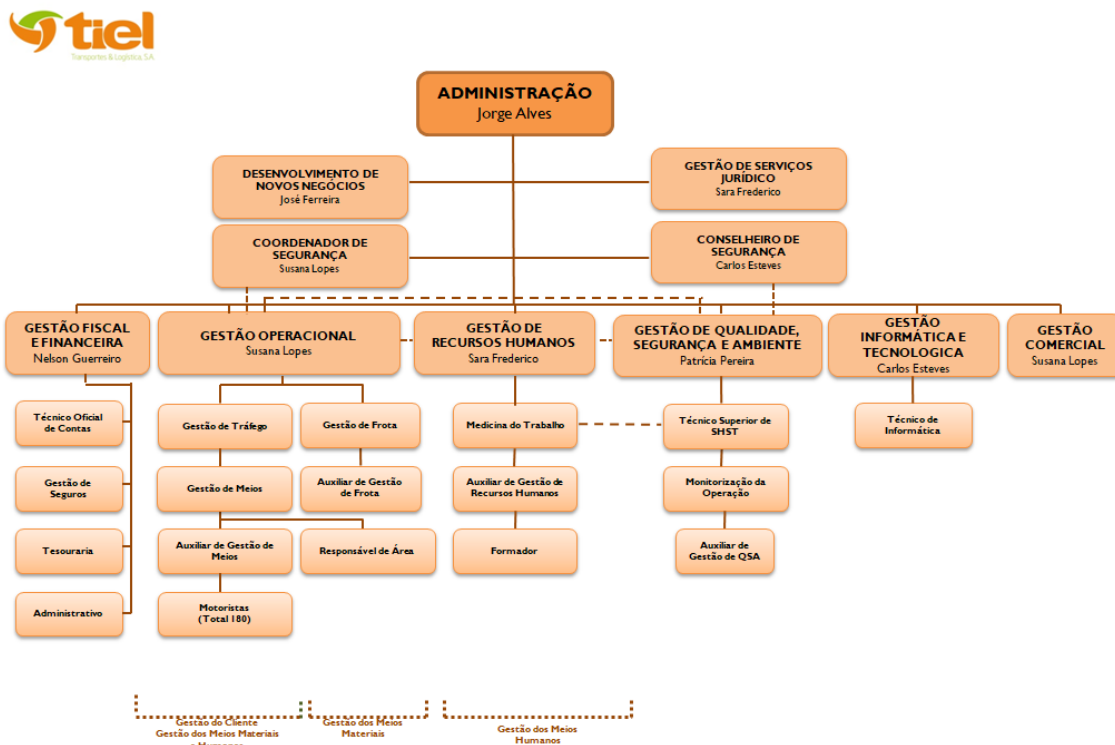 tiel
Transportes & Logística, S.A.
ADMINISTRAÇÃO
Jorge Alves
DESENVOLVIMENTO DE
NOVOS NEGÓCIOS
José Ferreira
GESTÃO DE SERVIÇOS
JURÍDICO
Sara Frederico
COORDENADOR DE
SEGURANÇA
Susana Lopes
CONSELHEIRO DE
SEGURANÇA
Carlos Esteves
GESTÃO FISCAL
E FINANCEIRA
Nelson Guerreiro
GESTÃO OPERACIONAL
Susana Lopes
GESTÃO DE
RECURSOS HUMANOS
Sara Frederico
GESTÃO DE QUALIDADE,
SEGURANÇA E AMBIENTE
Patrícia Pereira
GESTÃO
INFORMÁTICA E
TECNOLOGICA
Carlos Esteves
GESTÃO
COMERCIAL
Susana Lopes
Técnico Oficial
de Contas
Gestão de Tráfego
Gestão de Frota
Medicina do Trabalho
Técnico Superior de
SHST
Técnico de
Informática
Gestão de
Seguros
Gestão de Meios
Auxiliar de Gestão
de Frota
Auxiliar de Gestão de
Recursos Humanos
Monitorização da
Operação
Tesouraria
Auxiliar de Gestão de
Meios
Responsável de Área
Formador
Auxiliar de
Gestão de QSA
Administrativo
Motoristas
(Total 180)
Gestão do Cliente
Gestão dos Meios Materiais
e Humanos
Gestão dos Meios
Materiais
Gestão dos Meios
Humanos